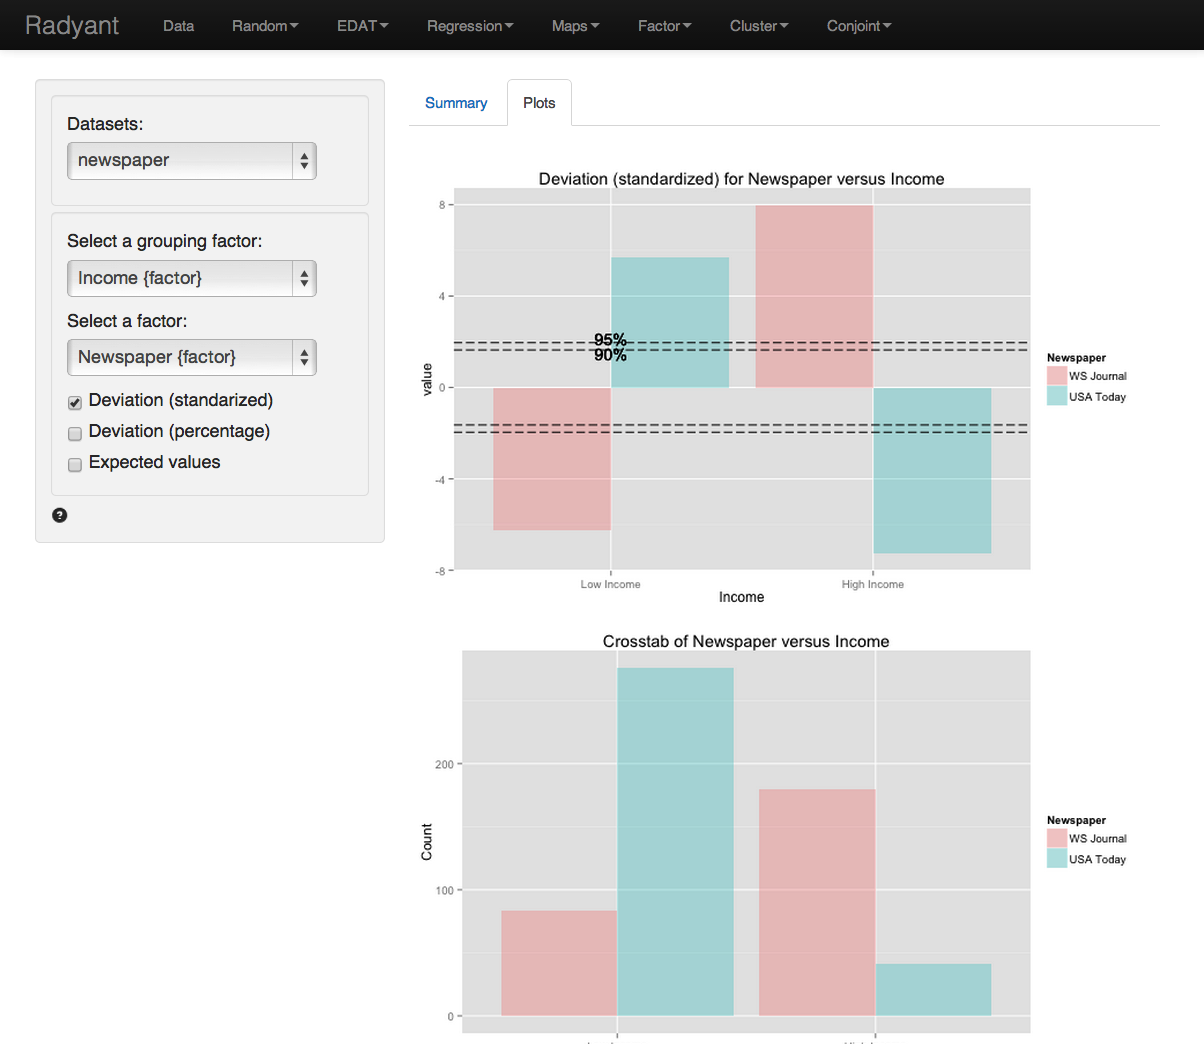 Radyant Data Random EDAT Regression Maps Factor Cluster Conjoint
Datasets:
newspaper
Select a grouping factor:
Income {factor}
Select a factor:
Newspaper {factor}
Deviation (standarized)
Deviation (percentage)
Expected values
?
Summary Plots
Deviation (standardized) for Newspaper versus Income
8
4
0
-4
-8
value
95%
90%
Low Income High Income
Income
Newspaper
WS Journal
USA Today
Crosstab of Newspaper versus Income
200
100
0
Count
Newspaper
WS Journal
USA Today